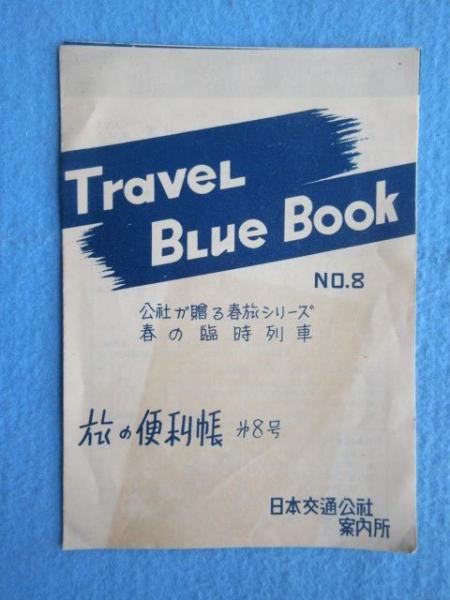 Travel
Blue Book
NO.8
公社が贈る春旅シリーズ
春の臨時列車
旅の便利帳 㐧8号
日本交通公社
案内所